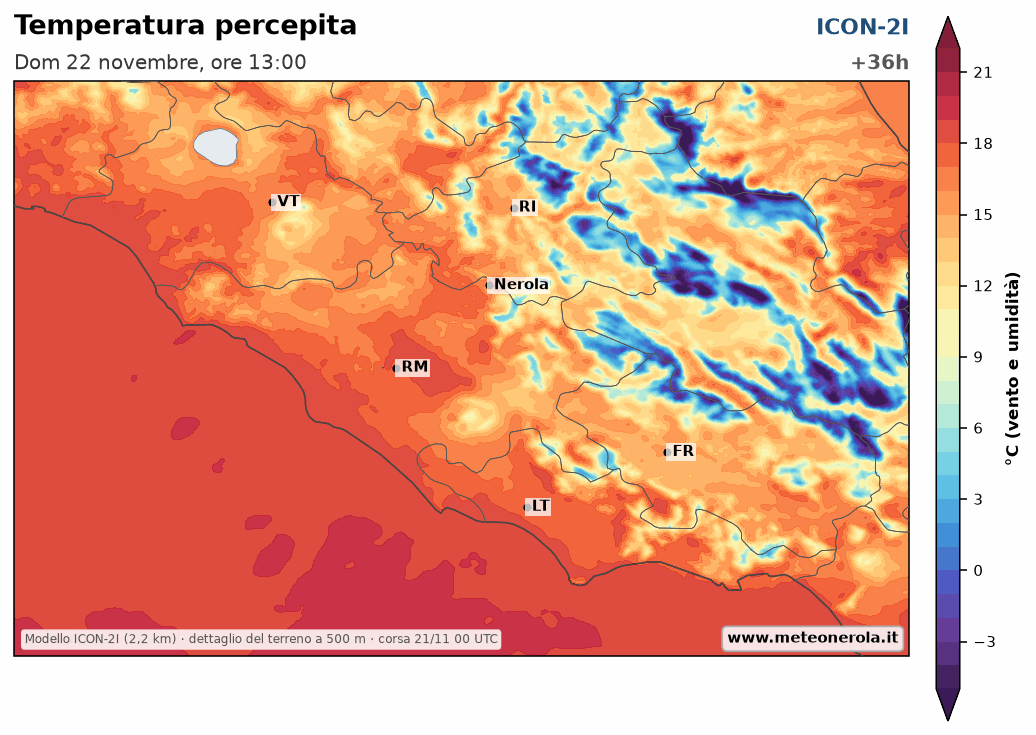 Temperatura percepita
ICON-2I
Dom 22 novembre, ore 13:00
+36h
VT
RI
Nerola
RM
FR
LT
Modello ICON-2I (2,2 km) · dettaglio del terreno a 500 m · corsa 21/11 00 UTC
www.meteonerola.it
21
18
15
12
9
6
3
0
−3
°C (vento e umidità)